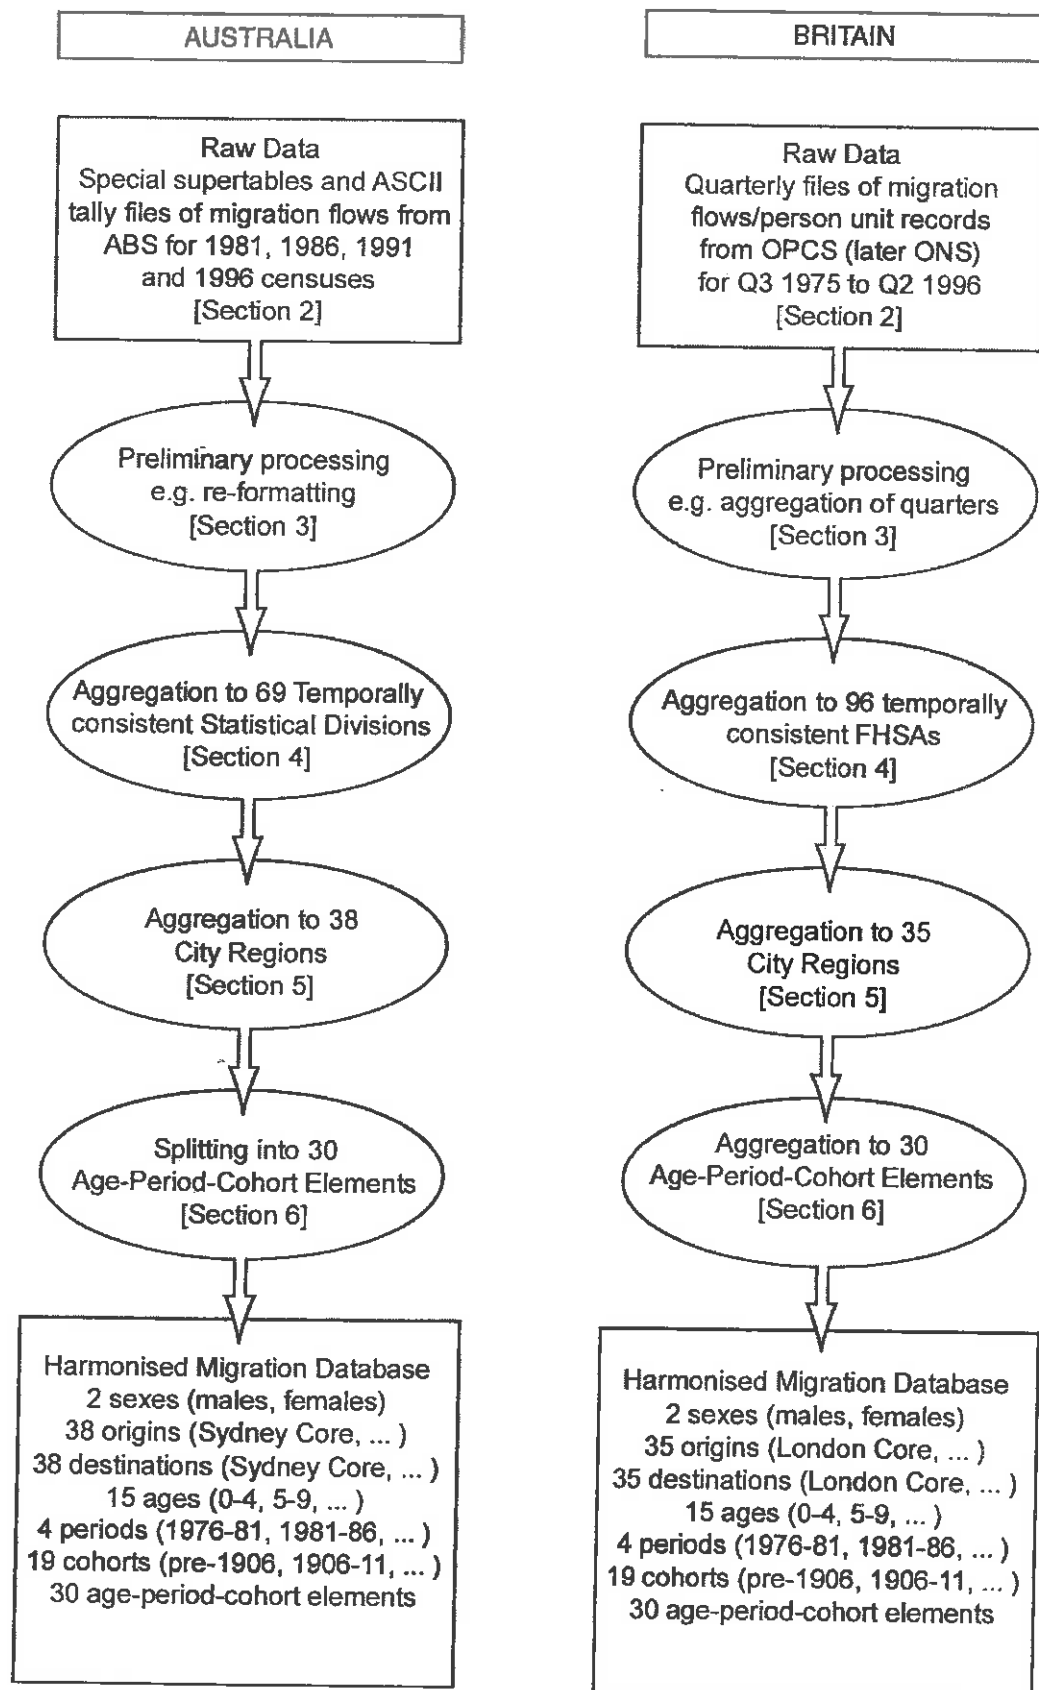 AUSTRALIA
Raw Data
Special supertables and ASCII
tally files of migration flows from
ABS for 1981, 1986, 1991
and 1996 censuses
[Section 2]
Preliminary processing
e.g. re-formatting
[Section 3]
Aggregation to 69 Temporally
consistent Statistical Divisions
[Section 4]
Aggregation to 38
City Regions
[Section 5]
Splitting into 30
Age-Period-Cohort Elements
[Section 6]
Harmonised Migration Database
2 sexes (males, females)
38 origins (Sydney Core, ... )
38 destinations (Sydney Core, ... )
15 ages (0-4, 5-9, ... )
4 periods (1976-81, 1981-86, ... )
19 cohorts (pre-1906, 1906-11, ... )
30 age-period-cohort elements
BRITAIN
Raw Data
Quarterly files of migration
flows/person unit records
from OPCS (later ONS)
for Q3 1975 to Q2 1996
[Section 2]
Preliminary processing
e.g. aggregation of quarters
[Section 3]
Aggregation to 96 temporally
consistent FHSAs
[Section 4]
Aggregation to 35
City Regions
[Section 5]
Aggregation to 30
Age-Period-Cohort Elements
[Section 6]
Harmonised Migration Database
2 sexes (males, females)
35 origins (London Core, ... )
35 destinations (London Core, ... )
15 ages (0-4, 5-9, ... )
4 periods (1976-81, 1981-86, ... )
19 cohorts (pre-1906, 1906-11, ... )
30 age-period-cohort elements